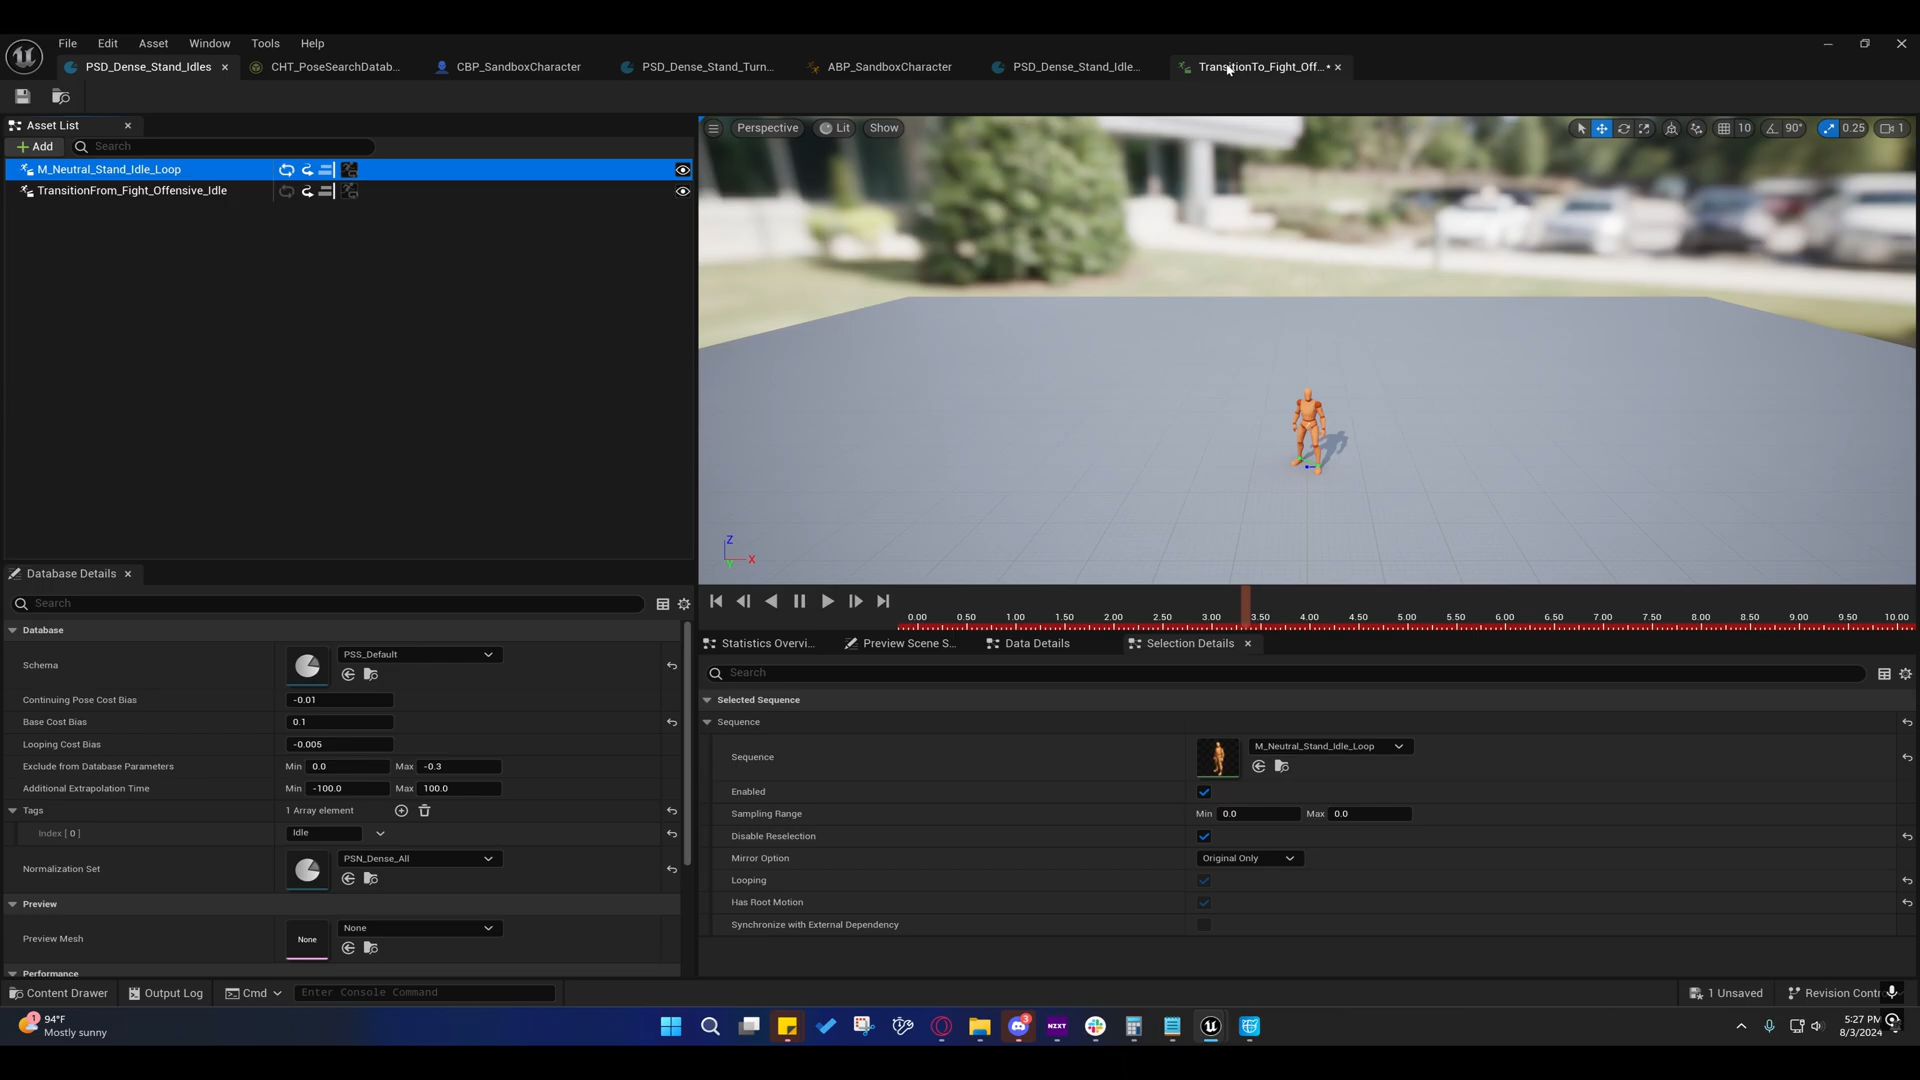 File Edit Asset Window Tools Help
PSD_Dense_Stand_Idles CHT_PoseSearchDatab... CBP_SandboxCharacter PSD_Dense_Stand_Turn... ABP_SandboxCharacter PSD_Dense_Stand_Idle... TransitionTo_Fight_Off... •
Asset List
Add Search
M_Neutral_Stand_Idle_Loop
TransitionFrom_Fight_Offensive_Idle
Perspective Lit Show 10 90° 0.25 1
Z
X
Y
Database Details
Search
Database
Schema PSS_Default
Continuing Pose Cost Bias -0.01
Base Cost Bias 0.1
Looping Cost Bias -0.005
Exclude from Database Parameters Min 0.0 Max -0.3
Additional Extrapolation Time Min -100.0 Max 100.0
Tags 1 Array element
Index [ 0 ] Idle
Normalization Set PSN_Dense_All
Preview
Preview Mesh None None
Performance
0.00 0.50 1.00 1.50 2.00 2.50 3.00 3.50 4.00 4.50 5.00 5.50 6.00 6.50 7.00 7.50 8.00 8.50 9.00 9.50 10.00
Statistics Overvi... Preview Scene S... Data Details Selection Details
Search
Selected Sequence
Sequence
Sequence M_Neutral_Stand_Idle_Loop
Enabled
Sampling Range Min 0.0 Max 0.0
Disable Reselection
Mirror Option Original Only
Looping
Has Root Motion
Synchronize with External Dependency
Content Drawer Output Log Cmd Enter Console Command 1 Unsaved Revision Contr
1 94°F
Mostly sunny
3
NZXT
5:27 PM
8/3/2024